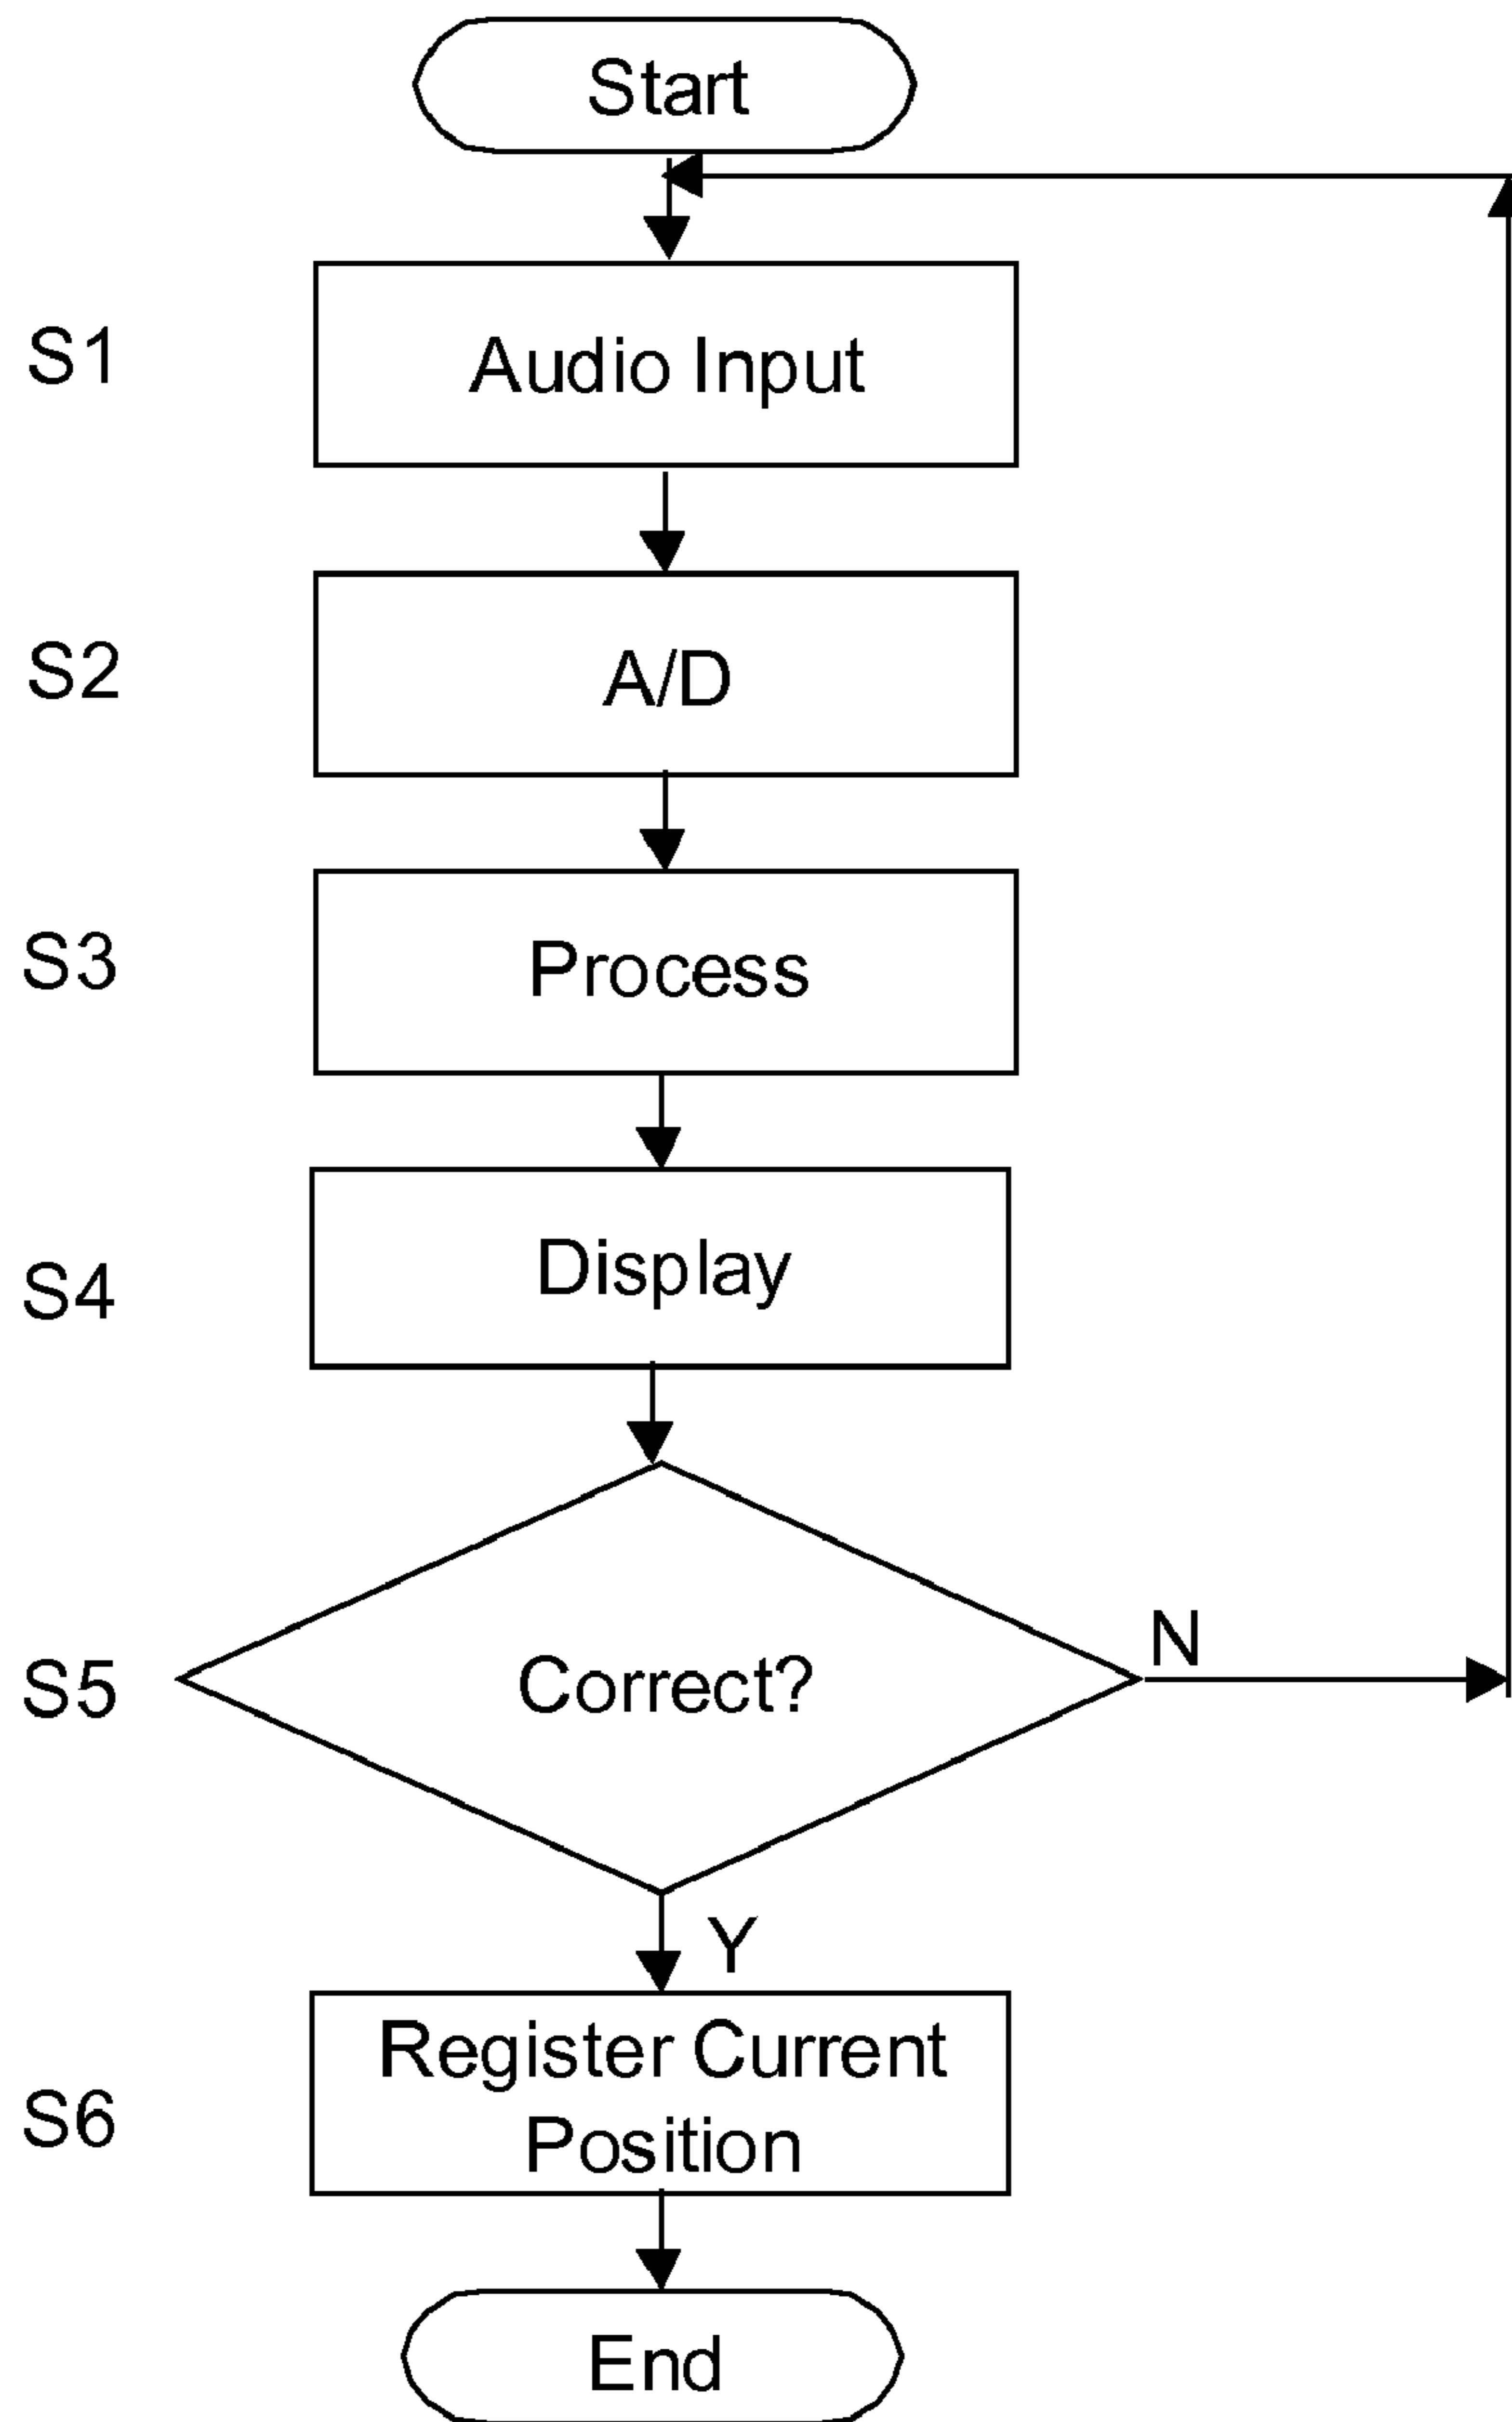 Start
S1
Audio Input
S2
A/D
S3
Process
S4
Display
S5
Correct?
N
Y
S6
Register Current
Position
End